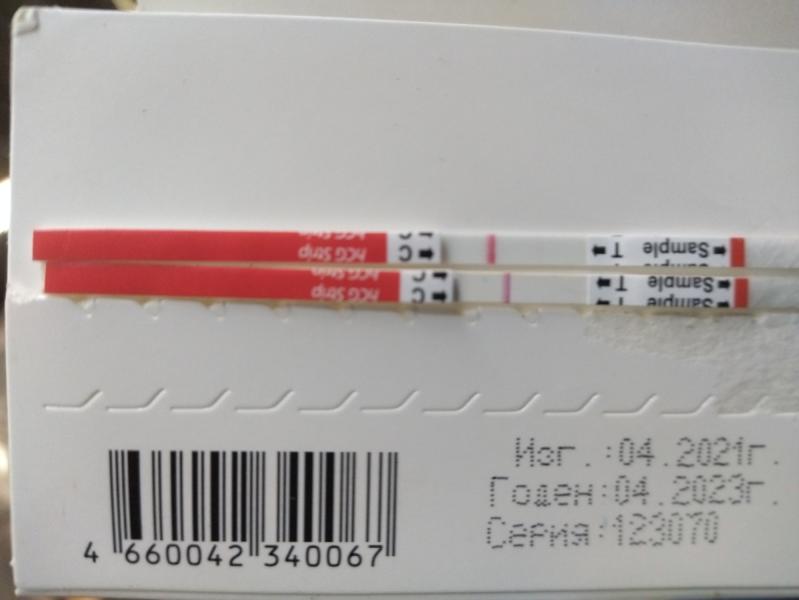 hCG Strip
C
T
Sample
hCG Strip
C
T
Sample
Изг.:04.2021г.
Годен:04.2023г.
Серия:123070
4 660042 340067